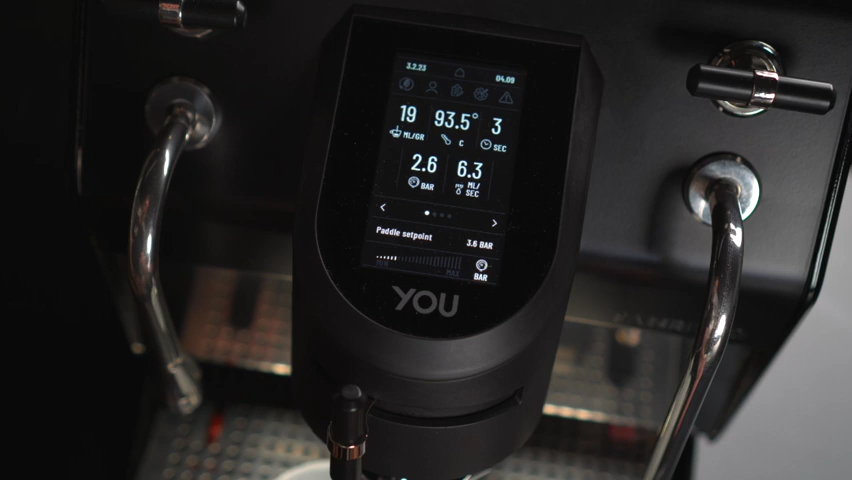 3.2.23 04.09
19 93.5° 3
ML/GR C SEC
2.6 6.3
BAR ML/
SEC
Paddle setpoint 3.6 BAR
MIN MAX BAR
YOU